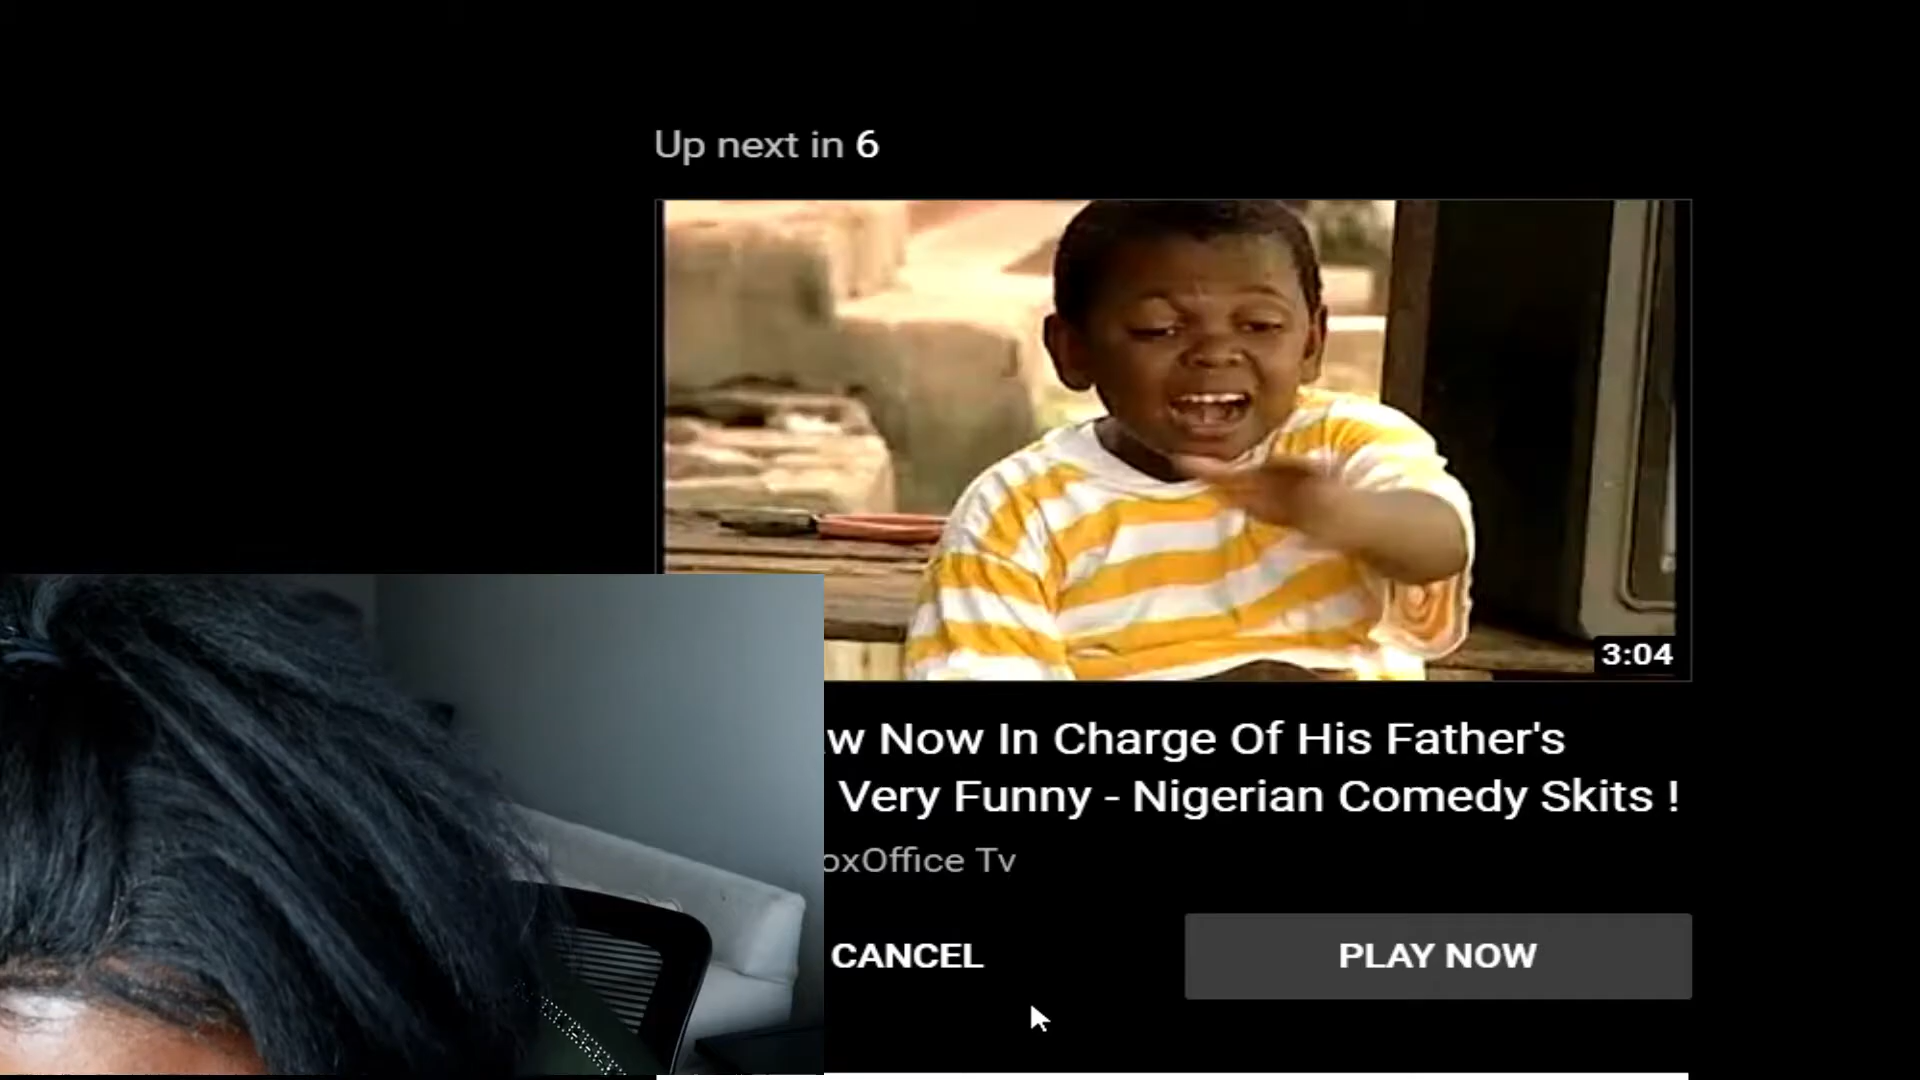 Up next in 6
3:04
w Now In Charge Of His Father's
Very Funny - Nigerian Comedy Skits !
oxOffice Tv
CANCEL
PLAY NOW